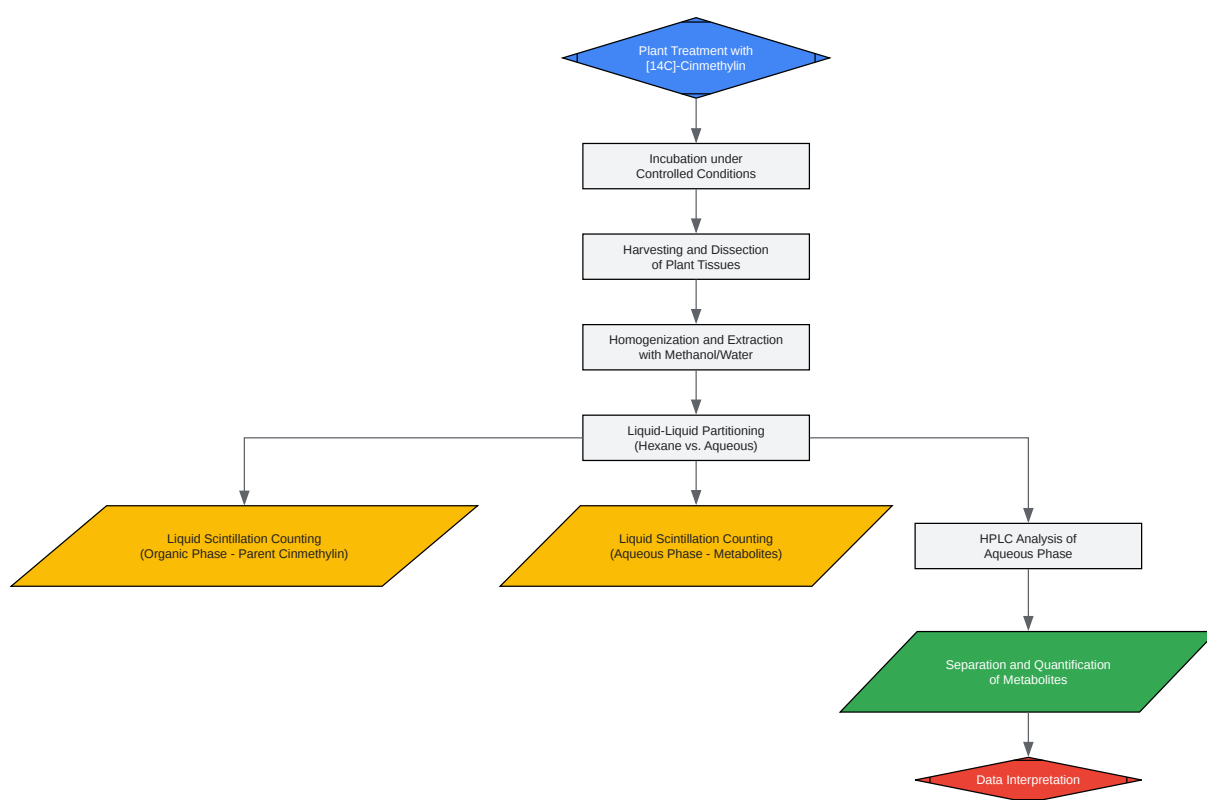 Plant Treatment with
[14C]-Cinmethylin
Incubation under
Controlled Conditions
Harvesting and Dissection
of Plant Tissues
Homogenization and Extraction
with Methanol/Water
Liquid-Liquid Partitioning
(Hexane vs. Aqueous)
Liquid Scintillation Counting
(Organic Phase - Parent Cinmethylin)
Liquid Scintillation Counting
(Aqueous Phase - Metabolites)
HPLC Analysis of
Aqueous Phase
Separation and Quantification
of Metabolites
Data Interpretation